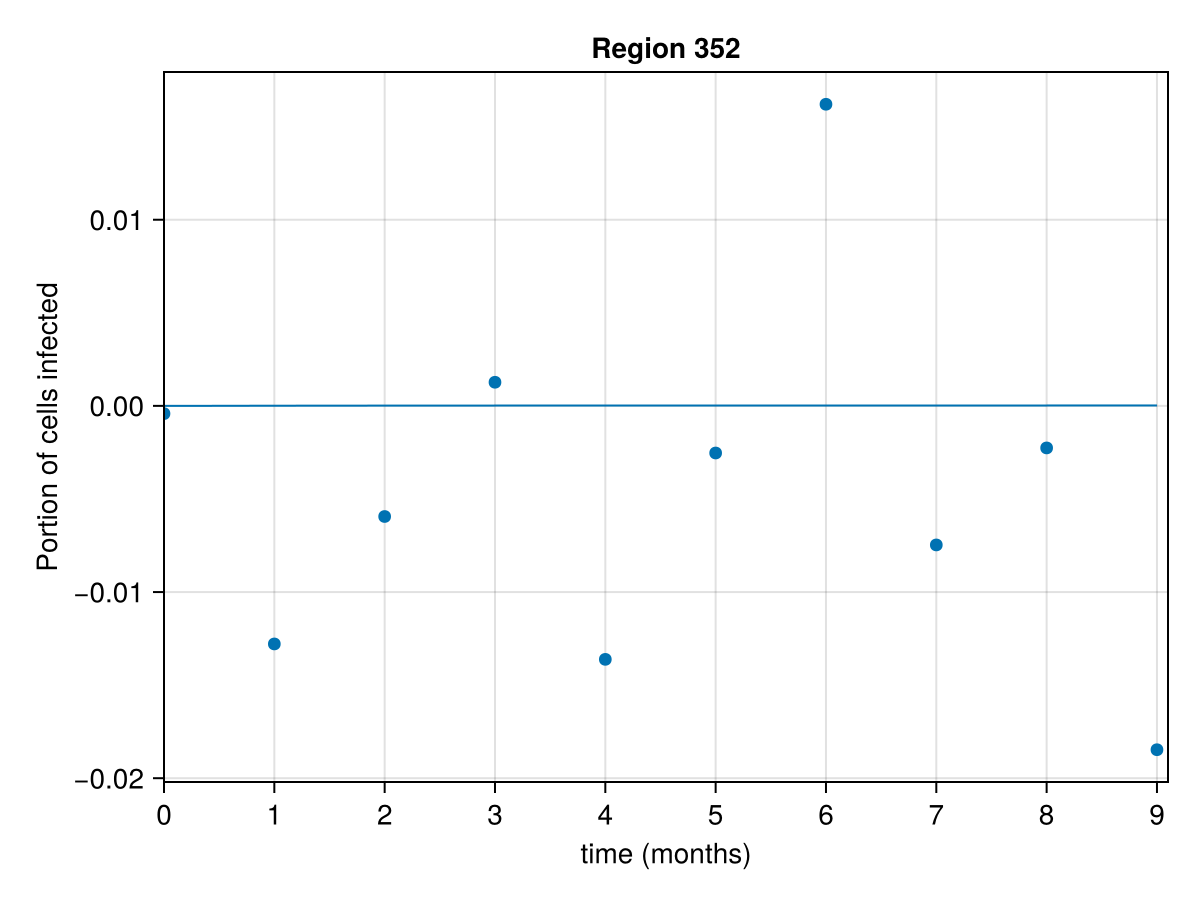 Region 352
Portion of cells infected
0.01
0.00
−0.01
−0.02
0 1 2 3 4 5 6 7 8 9
time (months)